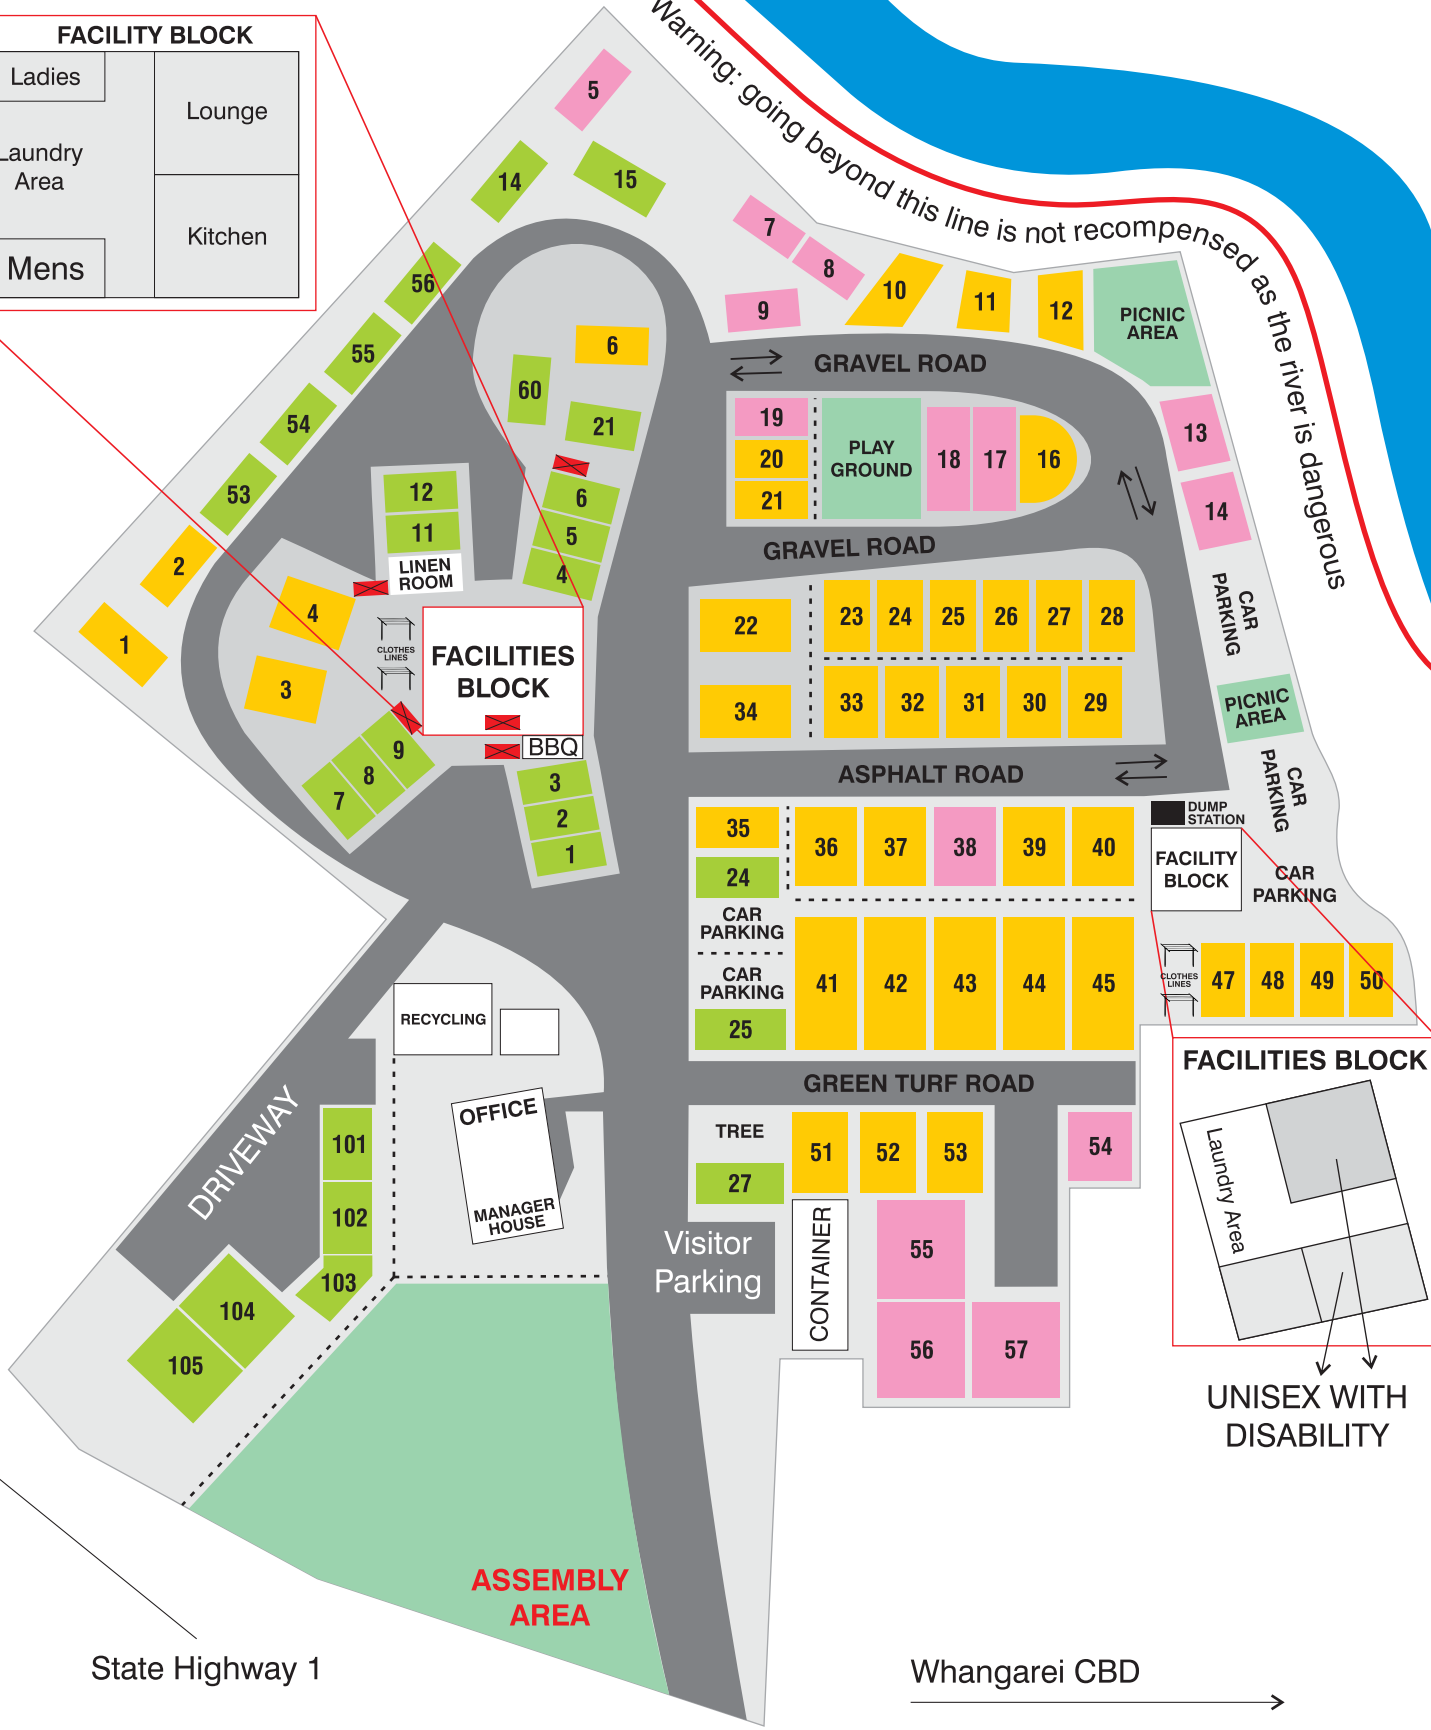 FACILITY BLOCK
Ladies
Lounge
Laundry
Area
Kitchen
Mens
Warning: going beyond this line is not recompensed as the river is dangerous
5
14
15
56
55
54
53
2
1
7
8
9
10
11
12
PICNIC
AREA
GRAVEL ROAD
6
60
21
19
20
21
PLAY
GROUND
18
17
16
13
14
GRAVEL ROAD
12
11
LINEN
ROOM
6
5
4
4
3
CLOTHES
LINES
FACILITIES
BLOCK
BBQ
9
8
7
3
2
1
22
34
23
24
25
26
27
28
33
32
31
30
29
CAR
PARKING
PICNIC
AREA
CAR
PARKING
ASPHALT ROAD
DUMP
STATION
FACILITY
BLOCK
CAR
PARKING
35
24
CAR
PARKING
CAR
PARKING
25
36
37
38
39
40
41
42
43
44
45
CLOTHES
LINES
47
48
49
50
GREEN TURF ROAD
RECYCLING
OFFICE
MANAGER
HOUSE
DRIVEWAY
101
102
103
104
105
TREE
27
51
52
53
54
Visitor
Parking
CONTAINER
55
56
57
FACILITIES BLOCK
Laundry Area
UNISEX WITH
DISABILITY
ASSEMBLY
AREA
State Highway 1
Whangarei CBD